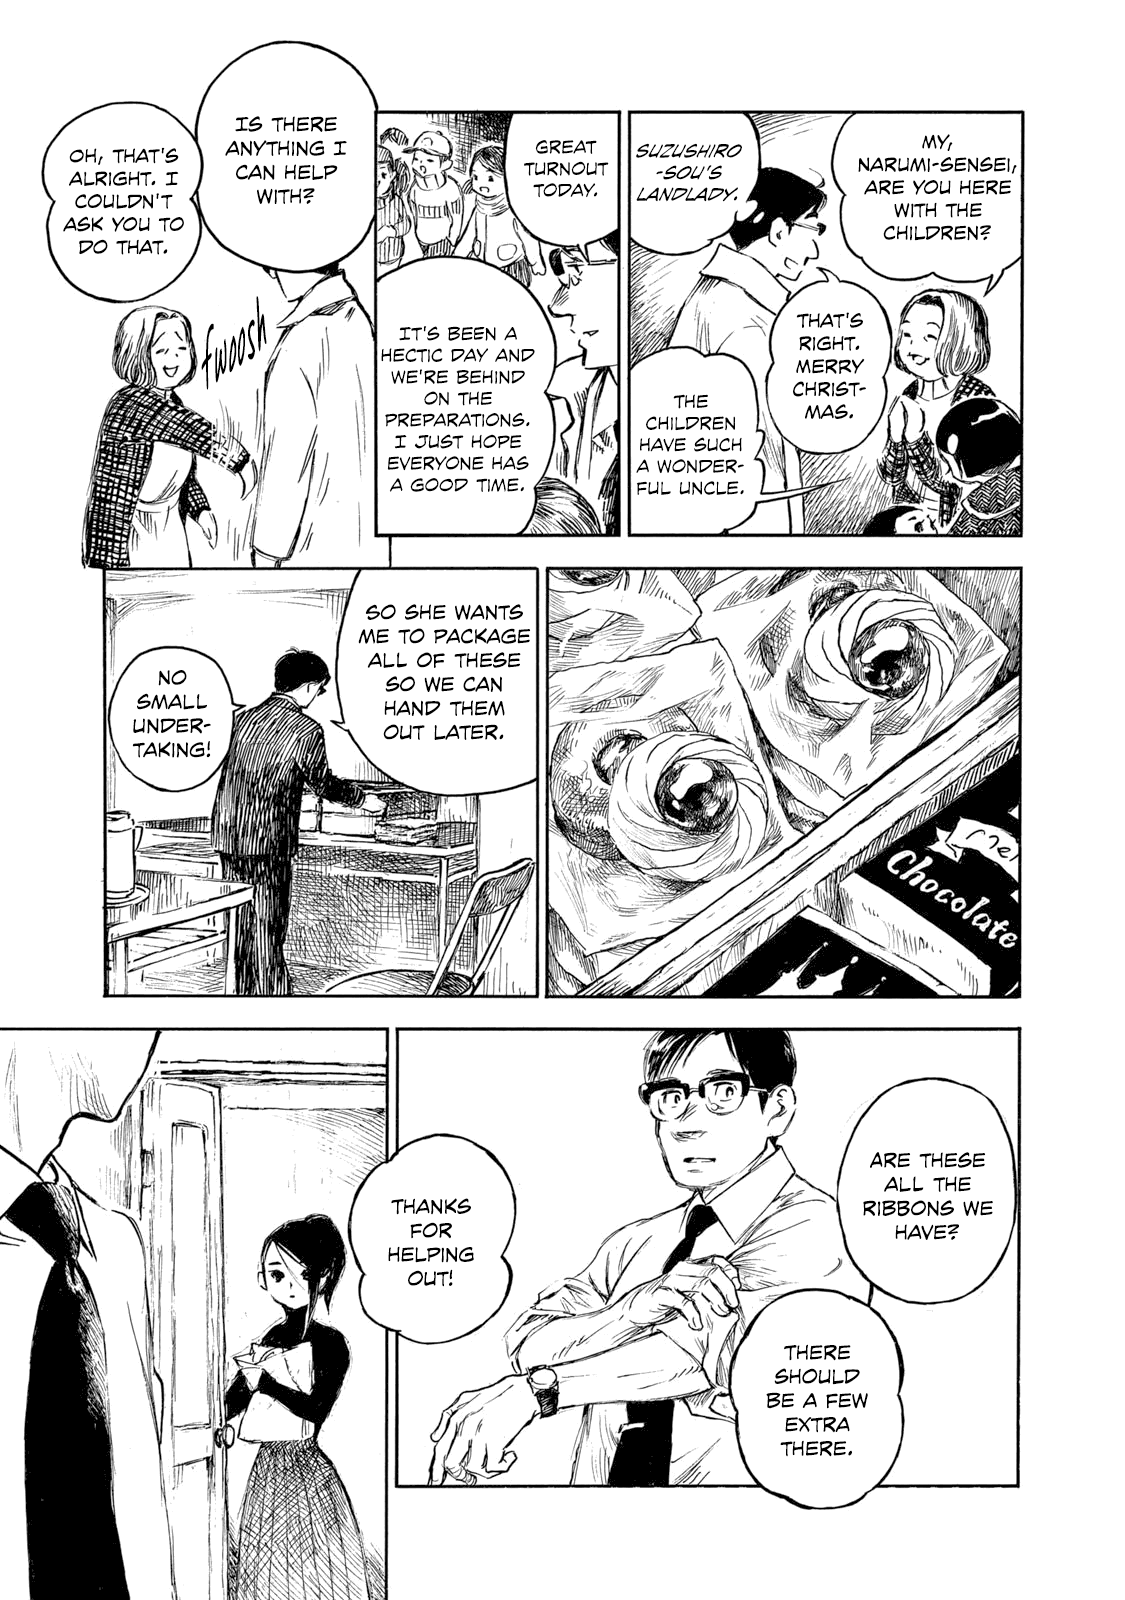 MY,
NARUMI-SENSEI,
ARE YOU HERE
WITH THE
CHILDREN?
SUZUSHIRO
-SOU'S
LANDLADY.
THAT'S
RIGHT.
MERRY
CHRIST-
MAS.
THE
CHILDREN
HAVE SUCH
A WONDER-
FUL UNCLE.
GREAT
TURNOUT
TODAY.
IT'S BEEN A
HECTIC DAY AND
WE'RE BEHIND
ON THE
PREPARATIONS.
I JUST HOPE
EVERYONE HAS
A GOOD TIME.
IS THERE
ANYTHING I
CAN HELP
WITH?
OH, THAT'S
ALRIGHT. I
COULDN'T
ASK YOU TO
DO THAT.
fwoosh
Chocolate
SO SHE WANTS
ME TO PACKAGE
ALL OF THESE
SO WE CAN
HAND THEM
OUT LATER.
NO
SMALL
UNDER-
TAKING!
ARE THESE
ALL THE
RIBBONS WE
HAVE?
THERE
SHOULD
BE A FEW
EXTRA
THERE.
THANKS
FOR
HELPING
OUT!